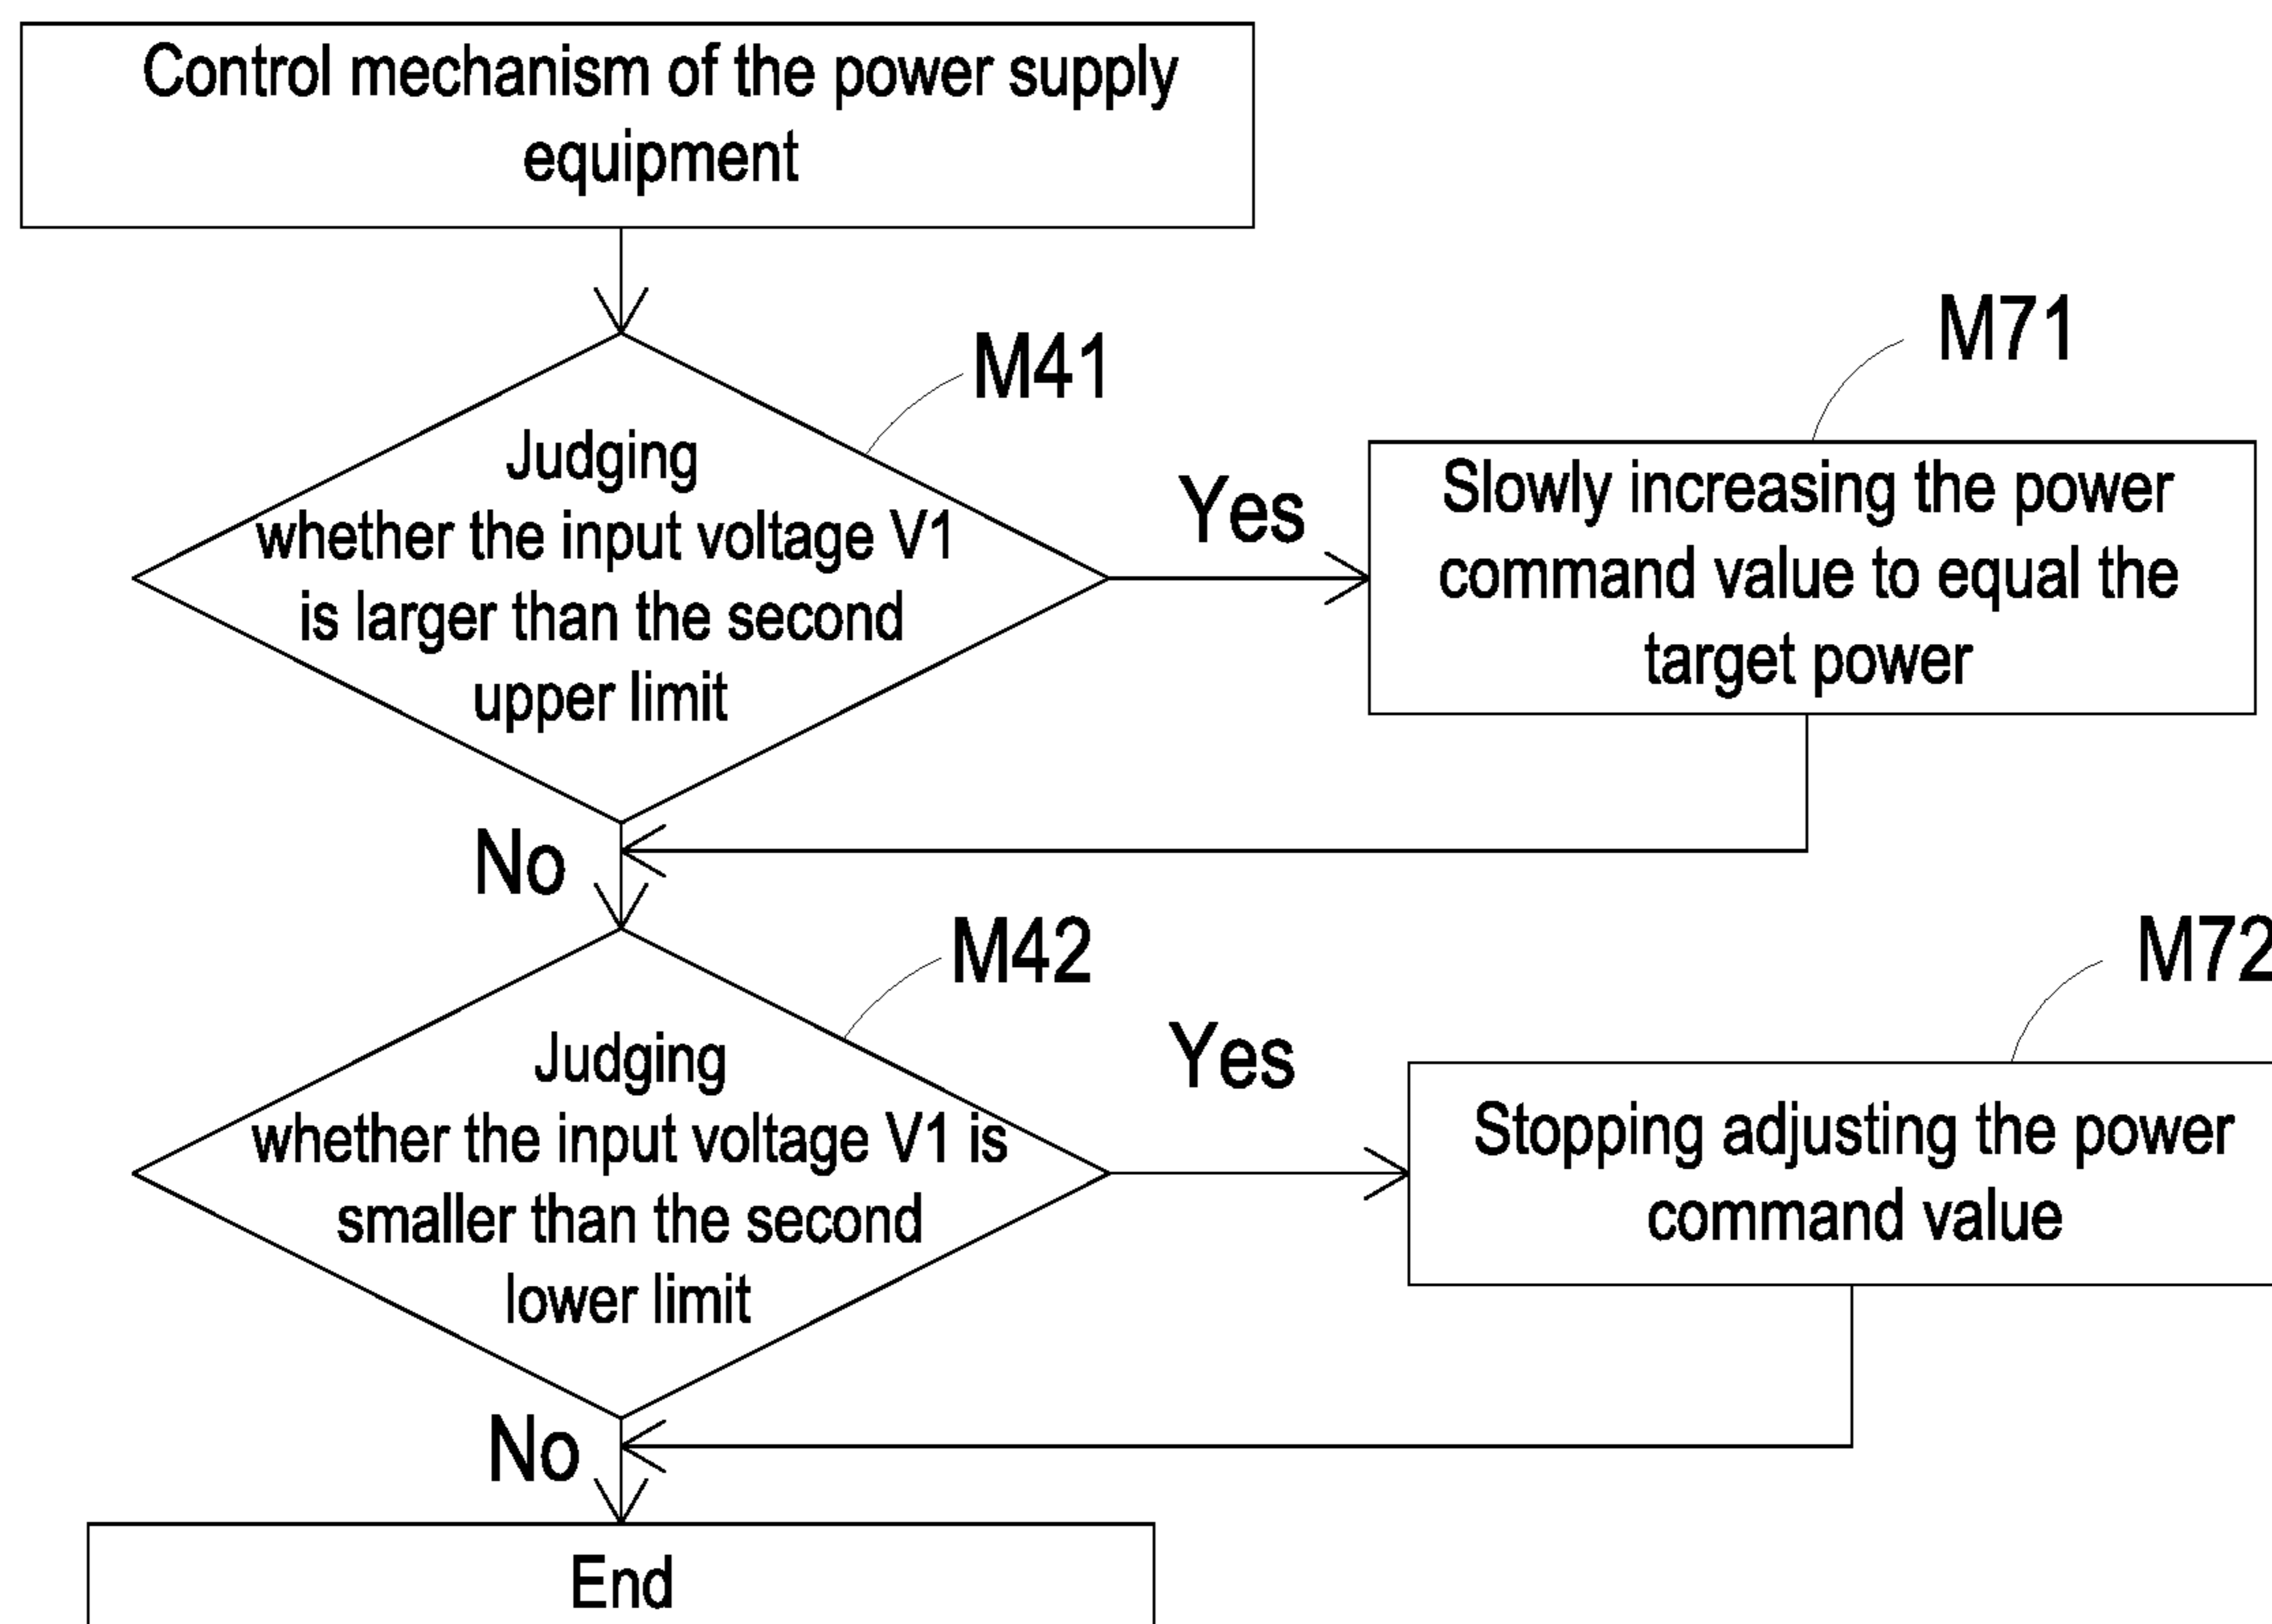 Control mechanism of the power supply
equipment
M41
Judging
whether the input voltage V1
is larger than the second
upper limit
Yes
M71
Slowly increasing the power
command value to equal the
target power
No
M42
Judging
whether the input voltage V1 is
smaller than the second
lower limit
Yes
M72
Stopping adjusting the power
command value
No
End